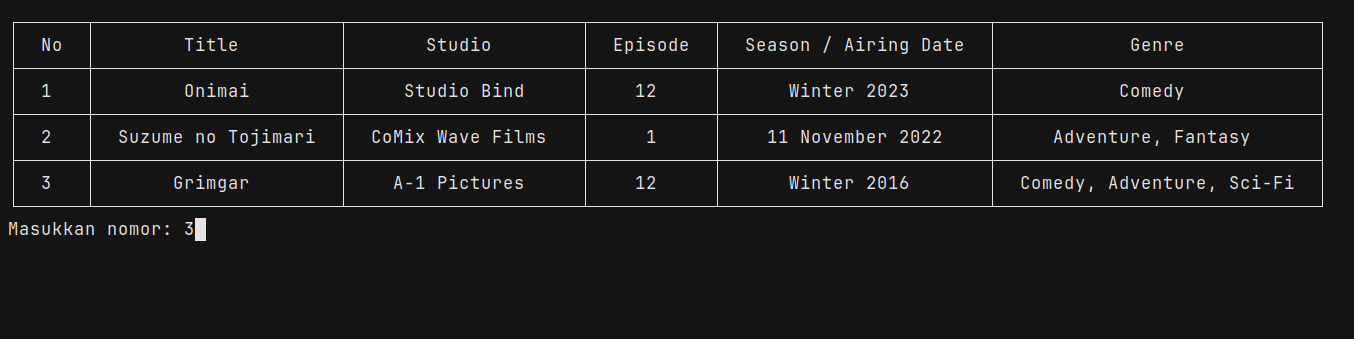 No Title Studio Episode Season / Airing Date Genre
1 Onimai Studio Bind 12 Winter 2023 Comedy
2 Suzume no Tojimari CoMix Wave Films 1 11 November 2022 Adventure, Fantasy
3 Grimgar A-1 Pictures 12 Winter 2016 Comedy, Adventure, Sci-Fi
Masukkan nomor: 3